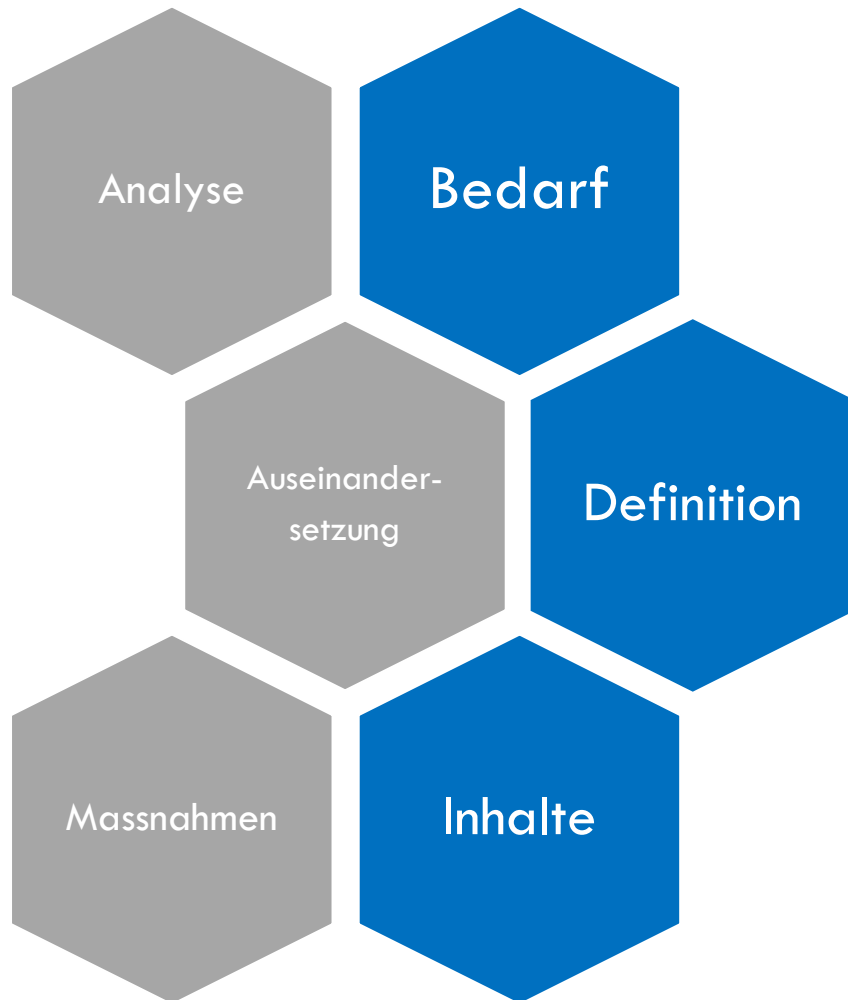 Analyse
Bedarf
Auseinander-
setzung
Definition
Massnahmen
Inhalte